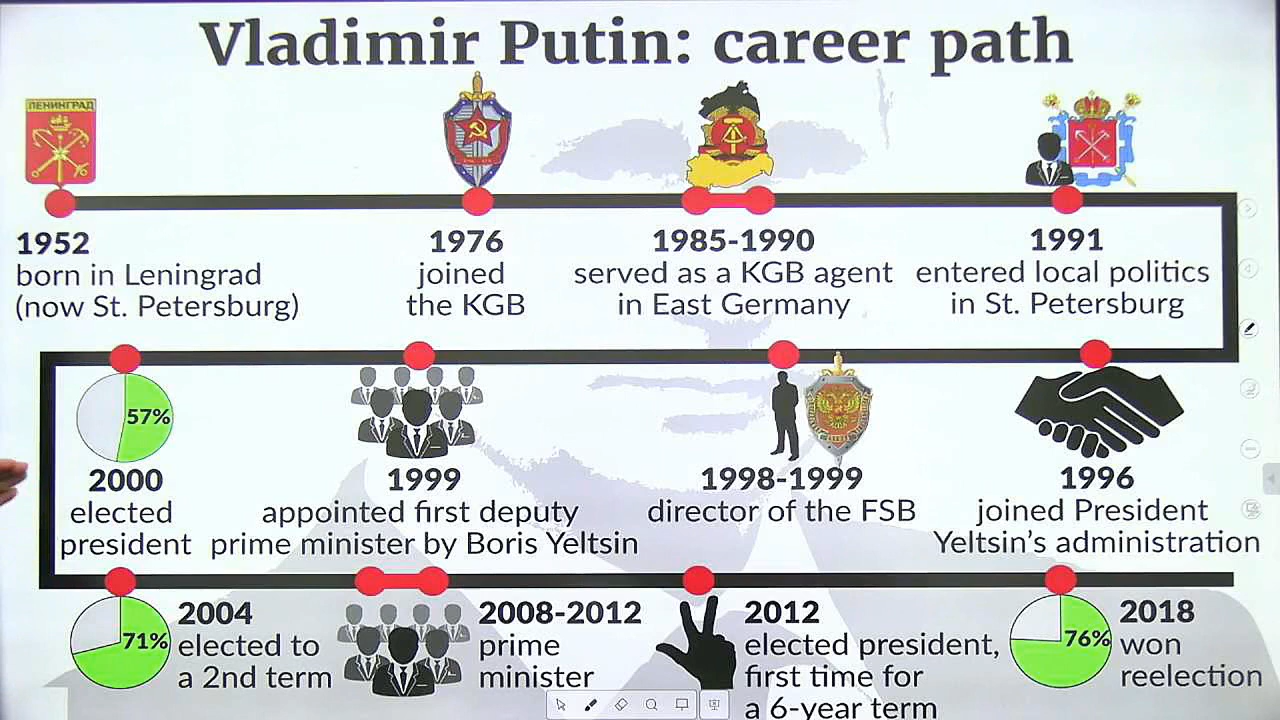 Vladimir Putin: career path
ЛЕНИНГРАД
1952
born in Leningrad
(now St. Petersburg)
1976
joined
the KGB
1985-1990
served as a KGB agent
in East Germany
1991
entered local politics
in St. Petersburg
57%
2000
elected
president
1999
appointed first deputy
prime minister by Boris Yeltsin
1998-1999
director of the FSB
1996
joined President
Yeltsin's administration
71%
2004
elected to
a 2nd term
2008-2012
prime
minister
2012
elected president,
first time for
a 6-year term
76%
2018
won
reelection